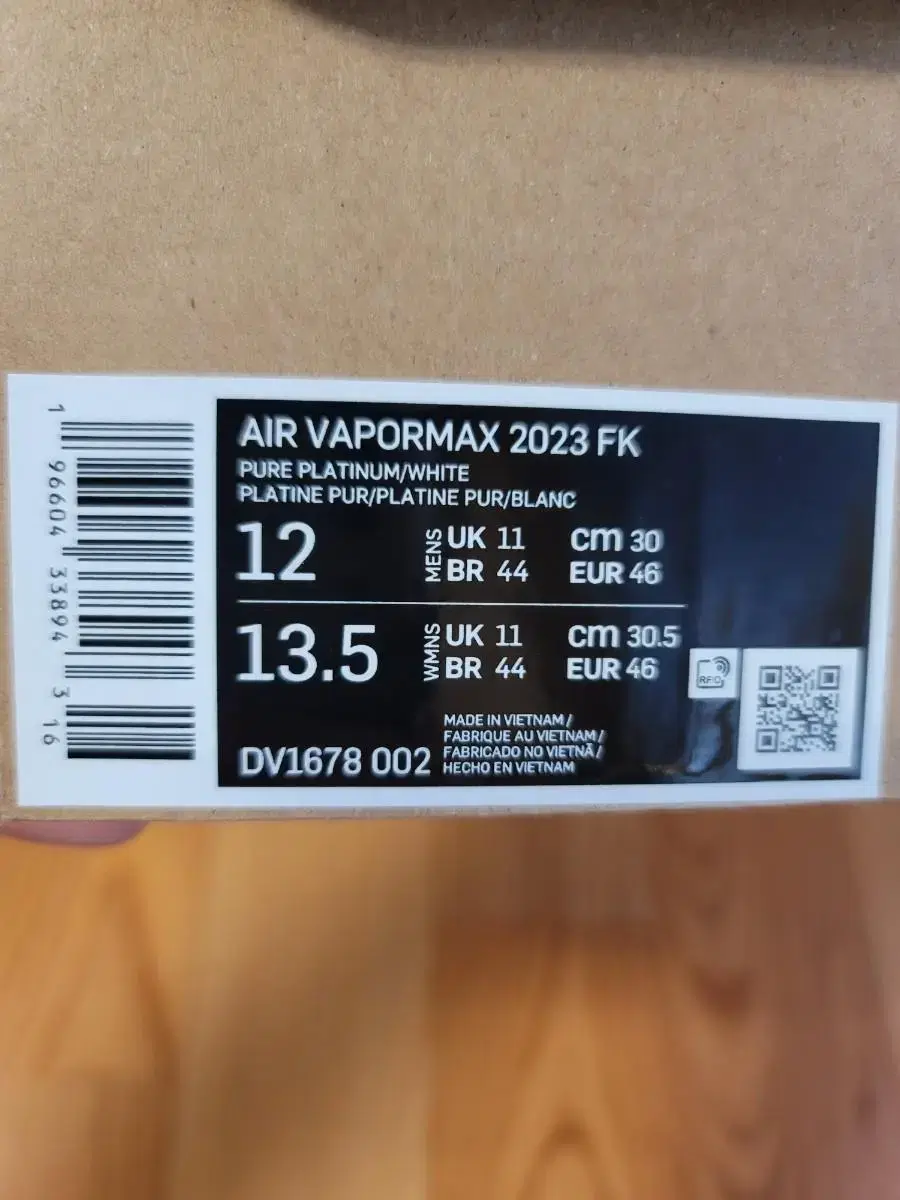 1 96604 33894 3 16
AIR VAPORMAX 2023 FK
PURE PLATINUM/WHITE
PLATINE PUR/PLATINE PUR/BLANC
12 MENS UK 11 cm 30
BR 44 EUR 46
13.5 WMNS UK 11 cm 30.5
BR 44 EUR 46
RFID
MADE IN VIETNAM /
FABRIQUE AU VIETNAM /
FABRICADO NO VIETNÃ /
DV1678 002 HECHO EN VIETNAM